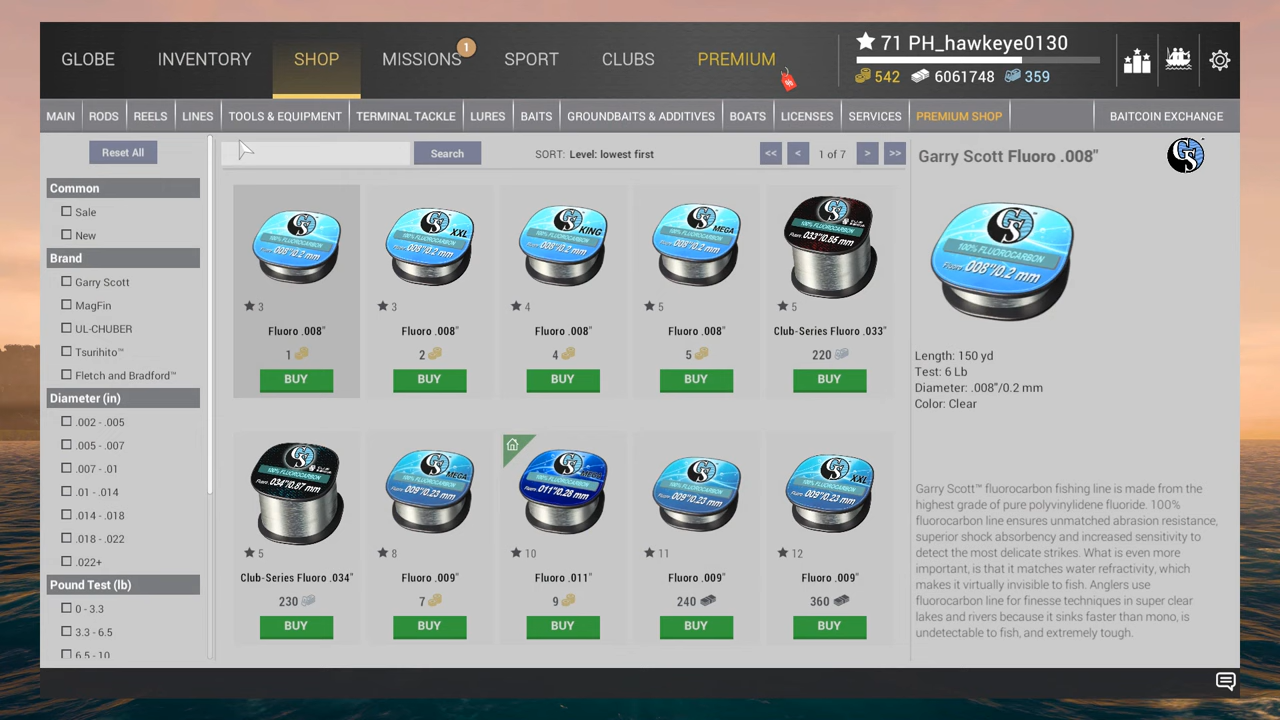 GLOBE INVENTORY SHOP MISSIONS 1 SPORT CLUBS PREMIUM
71 PH_hawkeye0130
542 6061748 359
MAIN RODS REELS LINES TOOLS & EQUIPMENT TERMINAL TACKLE LURES BAITS GROUNDBAITS & ADDITIVES BOATS LICENSES SERVICES PREMIUM SHOP BAITCOIN EXCHANGE
Reset All
Common
Sale
New
Brand
Garry Scott
MagFin
UL-CHUBER
Tsurihito™
Fletch and Bradford™
Diameter (in)
.002 - .005
.005 - .007
.007 - .01
.01 - .014
.014 - .018
.018 - .022
.022+
Pound Test (lb)
0 - 3.3
3.3 - 6.5
6.5 - 10
Search SORT: Level: lowest first << < 1 of 7 > >>
3 3 4 5 5
Fluoro .008" Fluoro .008" Fluoro .008" Fluoro .008" Club-Series Fluoro .033"
1 2 4 5 220
BUY BUY BUY BUY BUY
5 8 10 11 12
Club-Series Fluoro .034" Fluoro .009" Fluoro .011" Fluoro .009" Fluoro .009"
230 7 9 240 360
BUY BUY BUY BUY BUY
Garry Scott Fluoro .008"
GS
100% FLUOROCARBON
Fluoro .008"/0.2 mm
Length: 150 yd
Test: 6 Lb
Diameter: .008"/0.2 mm
Color: Clear
Garry Scott™ fluorocarbon fishing line is made from the
highest grade of pure polyvinylidene fluoride. 100%
fluorocarbon line ensures unmatched abrasion resistance,
superior shock absorbency and increased sensitivity to
detect the most delicate strikes. What is even more
important, is that it matches water refractivity, which
makes it virtually invisible to fish. Anglers use
fluorocarbon line for finesse techniques in super clear
lakes and rivers because it sinks faster than mono, is
undetectable to fish, and extremely tough.